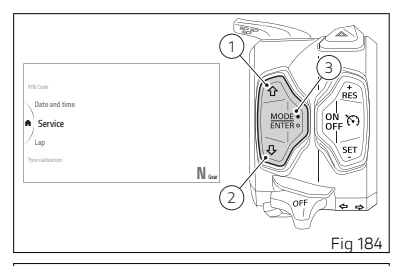 1
3
PIN Code
Date and time
Service
Lap
Pyre calibration
N Gear
MODE
ENTER
+
RES
ON
OFF
SET
-
2
OFF
Fig 184